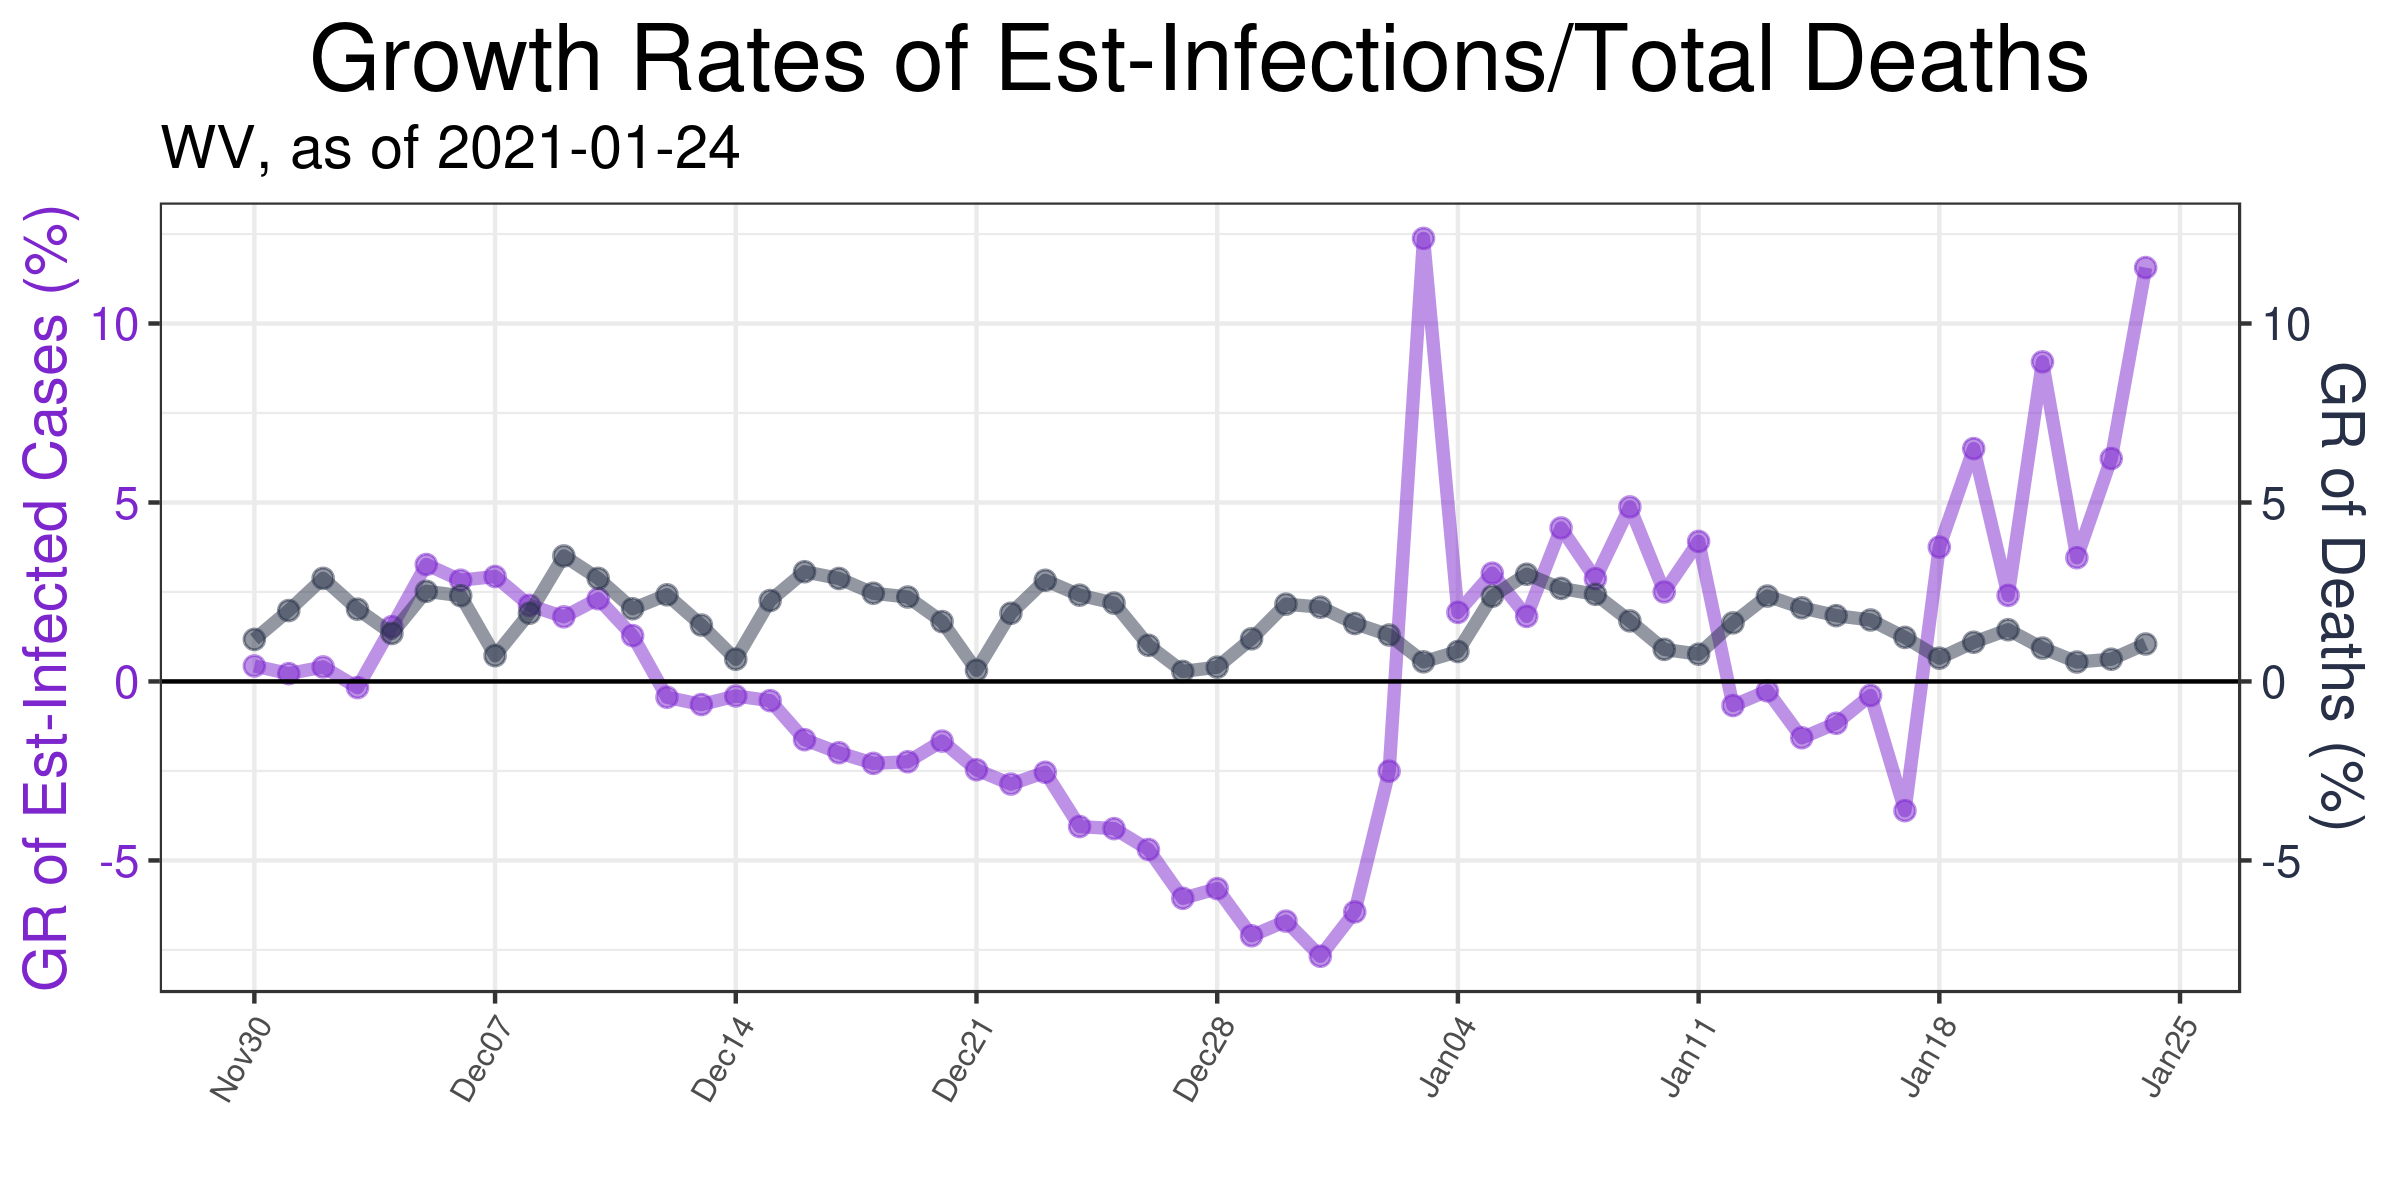 Growth Rates of Est-Infections/Total Deaths
WV, as of 2021-01-24
GR of Est-Infected Cases (%)
10
5
0
-5
10
5
0
-5
GR of Deaths (%)
Nov30
Dec07
Dec14
Dec21
Dec28
Jan04
Jan11
Jan18
Jan25